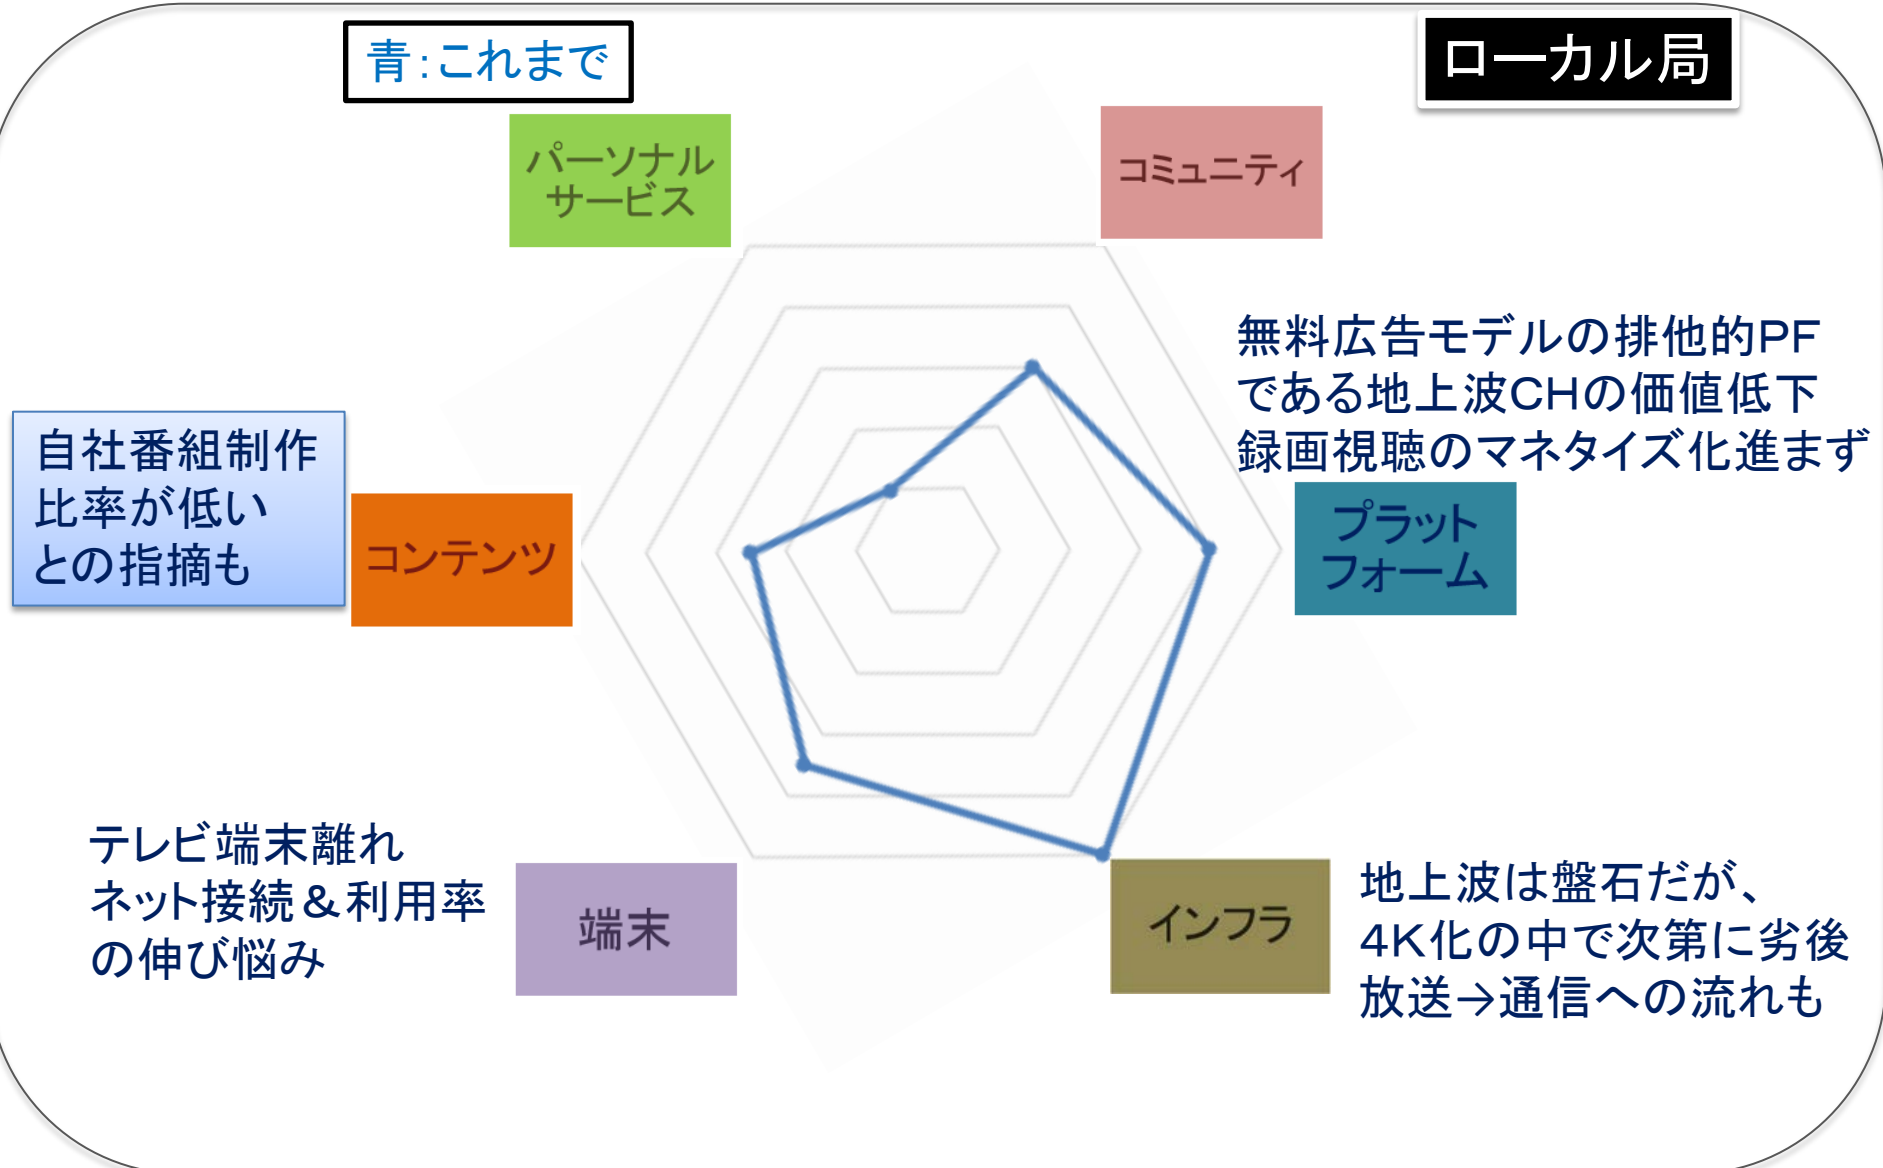 青：これまで
ローカル局
パーソナル
サービス
コミュニティ
無料広告モデルの排他的PF
である地上波CHの価値低下
録画視聴のマネタイズ化進まず
自社番組制作
比率が低い
との指摘も
コンテンツ
プラット
フォーム
テレビ端末離れ
ネット接続＆利用率
の伸び悩み
端末
インフラ
地上波は盤石だが、
4K化の中で次第に劣後
放送→通信への流れも